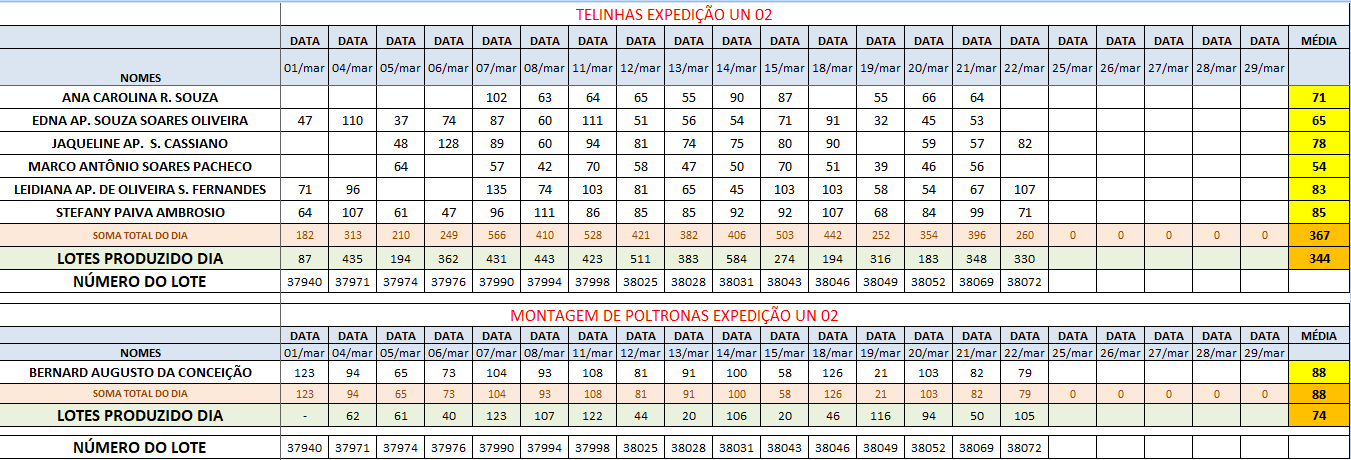 TELINHAS EXPEDIÇÃO UN 02
DATA DATA DATA DATA DATA DATA DATA DATA DATA DATA DATA DATA DATA DATA DATA DATA DATA DATA DATA DATA DATA MÉDIA
NOMES 01/mar 04/mar 05/mar 06/mar 07/mar 08/mar 11/mar 12/mar 13/mar 14/mar 15/mar 18/mar 19/mar 20/mar 21/mar 22/mar 25/mar 26/mar 27/mar 28/mar 29/mar
ANA CAROLINA R. SOUZA 102 63 64 65 55 90 87 55 66 64 71
EDNA AP. SOUZA SOARES OLIVEIRA 47 110 37 74 87 60 111 51 56 54 71 91 32 45 53 65
JAQUELINE AP. S. CASSIANO 48 128 89 60 94 81 74 75 80 90 59 57 82 78
MARCO ANTÔNIO SOARES PACHECO 64 57 42 70 58 47 50 70 51 39 46 56 54
LEIDIANA AP. DE OLIVEIRA S. FERNANDES 71 96 135 74 103 81 65 45 103 103 58 54 67 107 83
STEFANY PAIVA AMBROSIO 64 107 61 47 96 111 86 85 85 92 92 107 68 84 99 71 85
SOMA TOTAL DO DIA 182 313 210 249 566 410 528 421 382 406 503 442 252 354 396 260 0 0 0 0 0 367
LOTES PRODUZIDO DIA 87 435 194 362 431 443 423 511 383 584 274 194 316 183 348 330 344
NÚMERO DO LOTE 37940 37971 37974 37976 37990 37994 37998 38025 38028 38031 38043 38046 38049 38052 38069 38072
MONTAGEM DE POLTRONAS EXPEDIÇÃO UN 02
DATA DATA DATA DATA DATA DATA DATA DATA DATA DATA DATA DATA DATA DATA DATA DATA DATA DATA DATA DATA DATA MÉDIA
NOMES 01/mar 04/mar 05/mar 06/mar 07/mar 08/mar 11/mar 12/mar 13/mar 14/mar 15/mar 18/mar 19/mar 20/mar 21/mar 22/mar 25/mar 26/mar 27/mar 28/mar 29/mar
BERNARD AUGUSTO DA CONCEIÇÃO 123 94 65 73 104 93 108 81 91 100 58 126 21 103 82 79 88
SOMA TOTAL DO DIA 123 94 65 73 104 93 108 81 91 100 58 126 21 103 82 79 0 0 0 0 0 88
LOTES PRODUZIDO DIA - 62 61 40 123 107 122 44 20 106 20 46 116 94 50 105 74
NÚMERO DO LOTE 37940 37971 37974 37976 37990 37994 37998 38025 38028 38031 38043 38046 38049 38052 38069 38072